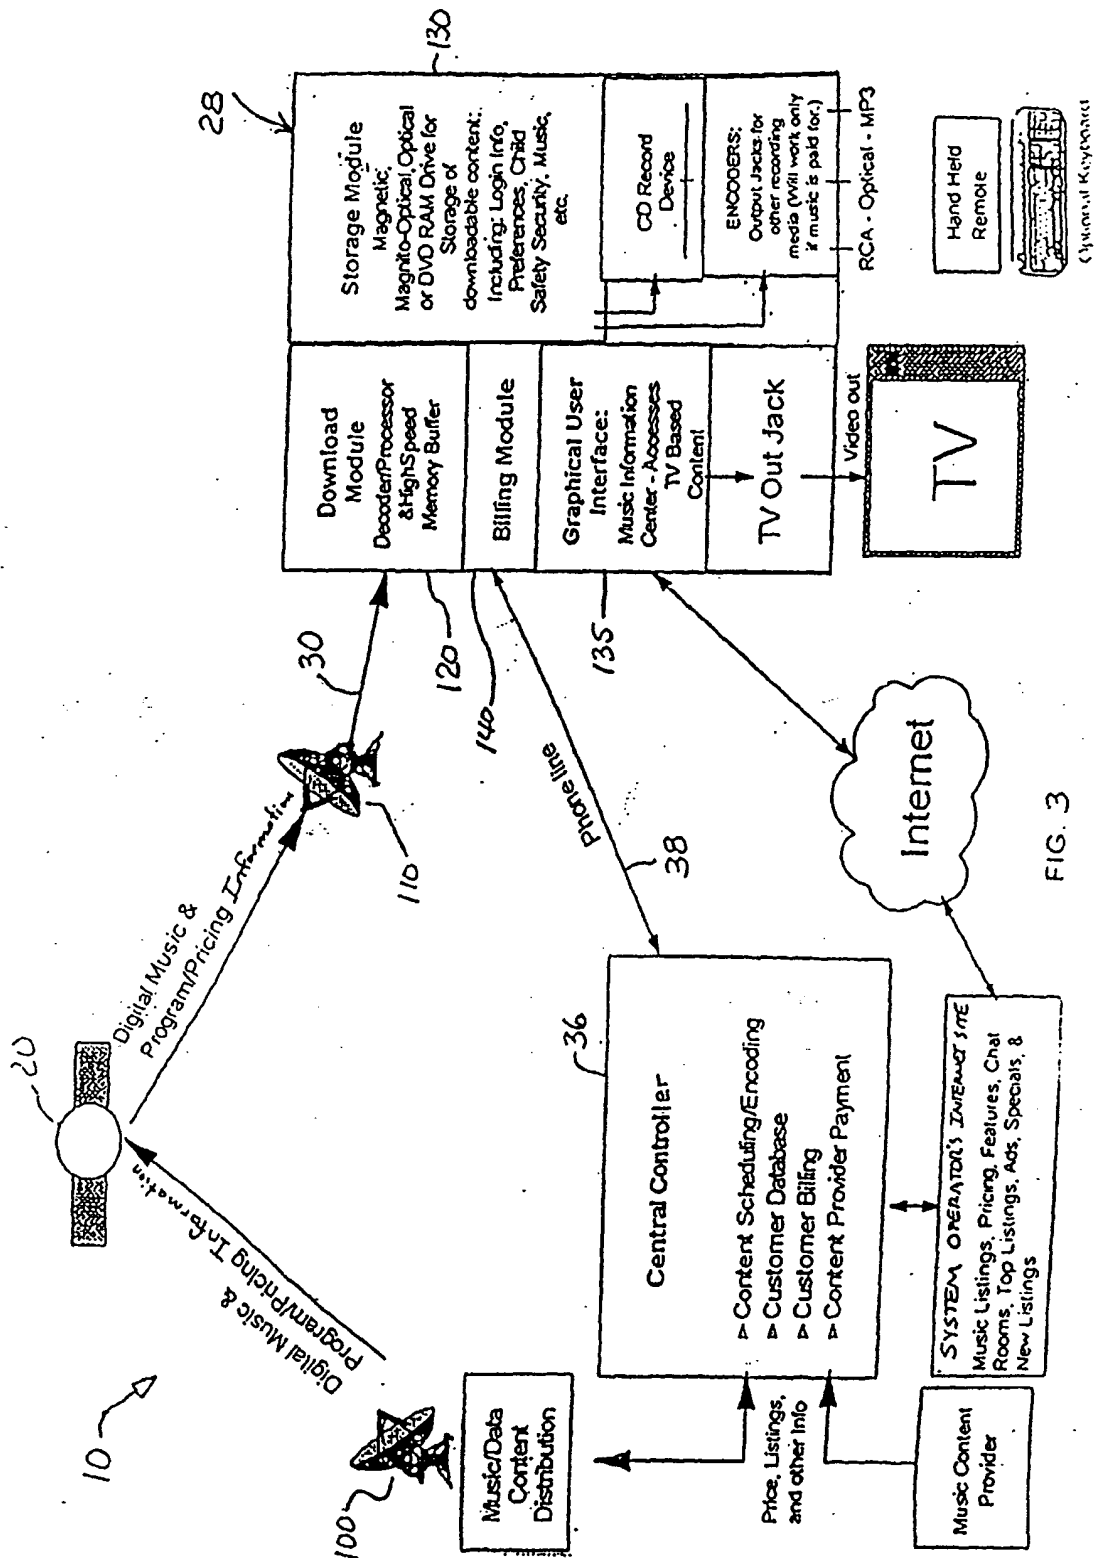 10
20
Digital Music &
Program/Pricing Information
Digital Music &
Program/Pricing Information
100
Music/Data
Content
Distribution
110
30
28
130
Download
Module
Decoder/Processor
& High Speed
Memory Buffer
120
Billing Module
140
Graphical User
Interface:
Music Information
Center - Accesses
TV Based
Content
135
TV Out Jack
Storage Module
Magnetic,
Magnito-Optical, Optical
or DVD RAM Drive for
Storage of
downloadable content:
Including: Login Info,
Preferences, Child
Safety Security, Music,
etc.
CD Record
Device
ENCODERS:
Output Jacks for
other recording
media (Will work only
if music is paid for.)
RCA - Optical - MP3
Video out
TV
Hand Held
Remote
Optional Keyboard
Phone line
38
36
Central Controller
> Content Scheduling/Encoding
> Customer Database
> Customer Billing
> Content Provider Payment
Price, Listings,
and other Info
Music Content
Provider
SYSTEM OPERATOR'S INTERNET SITE
Music Listings, Pricing, Features, Chat
Rooms, Top Listings, Ads, Specials, &
New Listings
Internet
FIG. 3